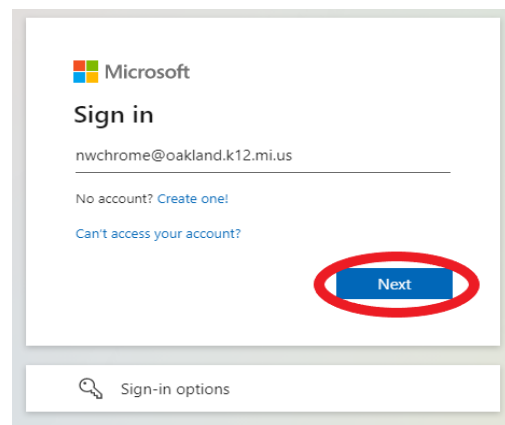 Microsoft
Sign in
nwchrome@oakland.k12.mi.us
No account? Create one!
Can't access your account?
Next
Sign-in options